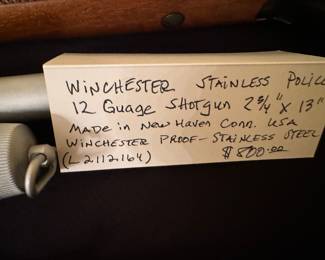 WINCHESTER STAINLESS POLICE
12 Guage Shotgun 2 3/4" x 13"
MADE in NEW HAVEN CONN. USA
WINCHESTER PROOF - STAINLESS STEEL
(L2112164) $800.00